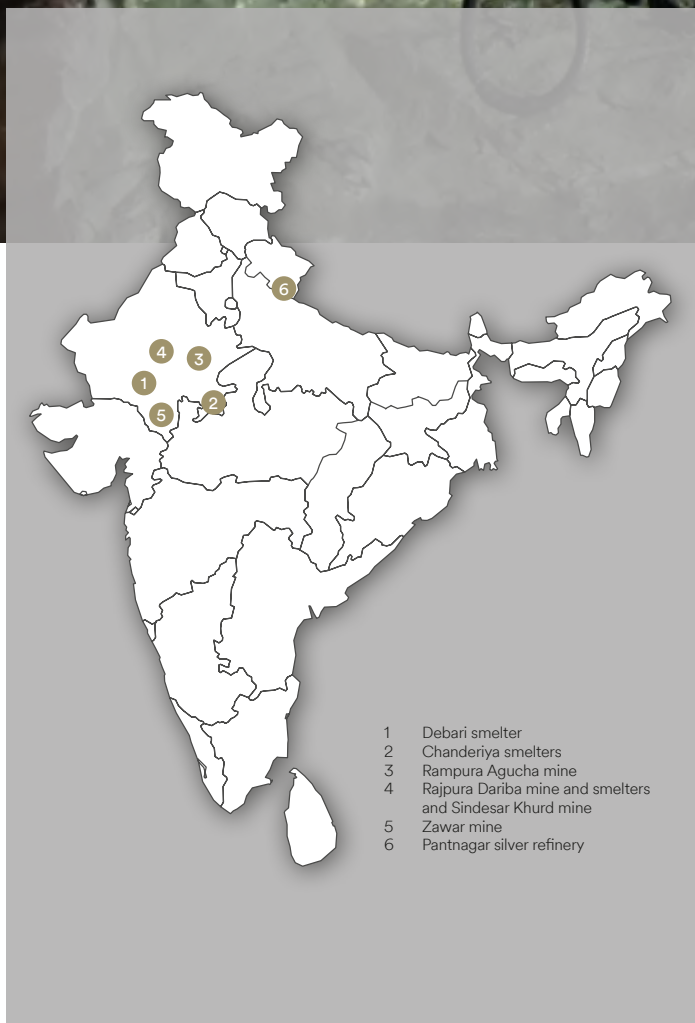 6
4
3
1
2
5
1 Debari smelter
2 Chanderiya smelters
3 Rampura Agucha mine
4 Rajpura Dariba mine and smelters
and Sindesar Khurd mine
5 Zawar mine
6 Pantnagar silver refinery